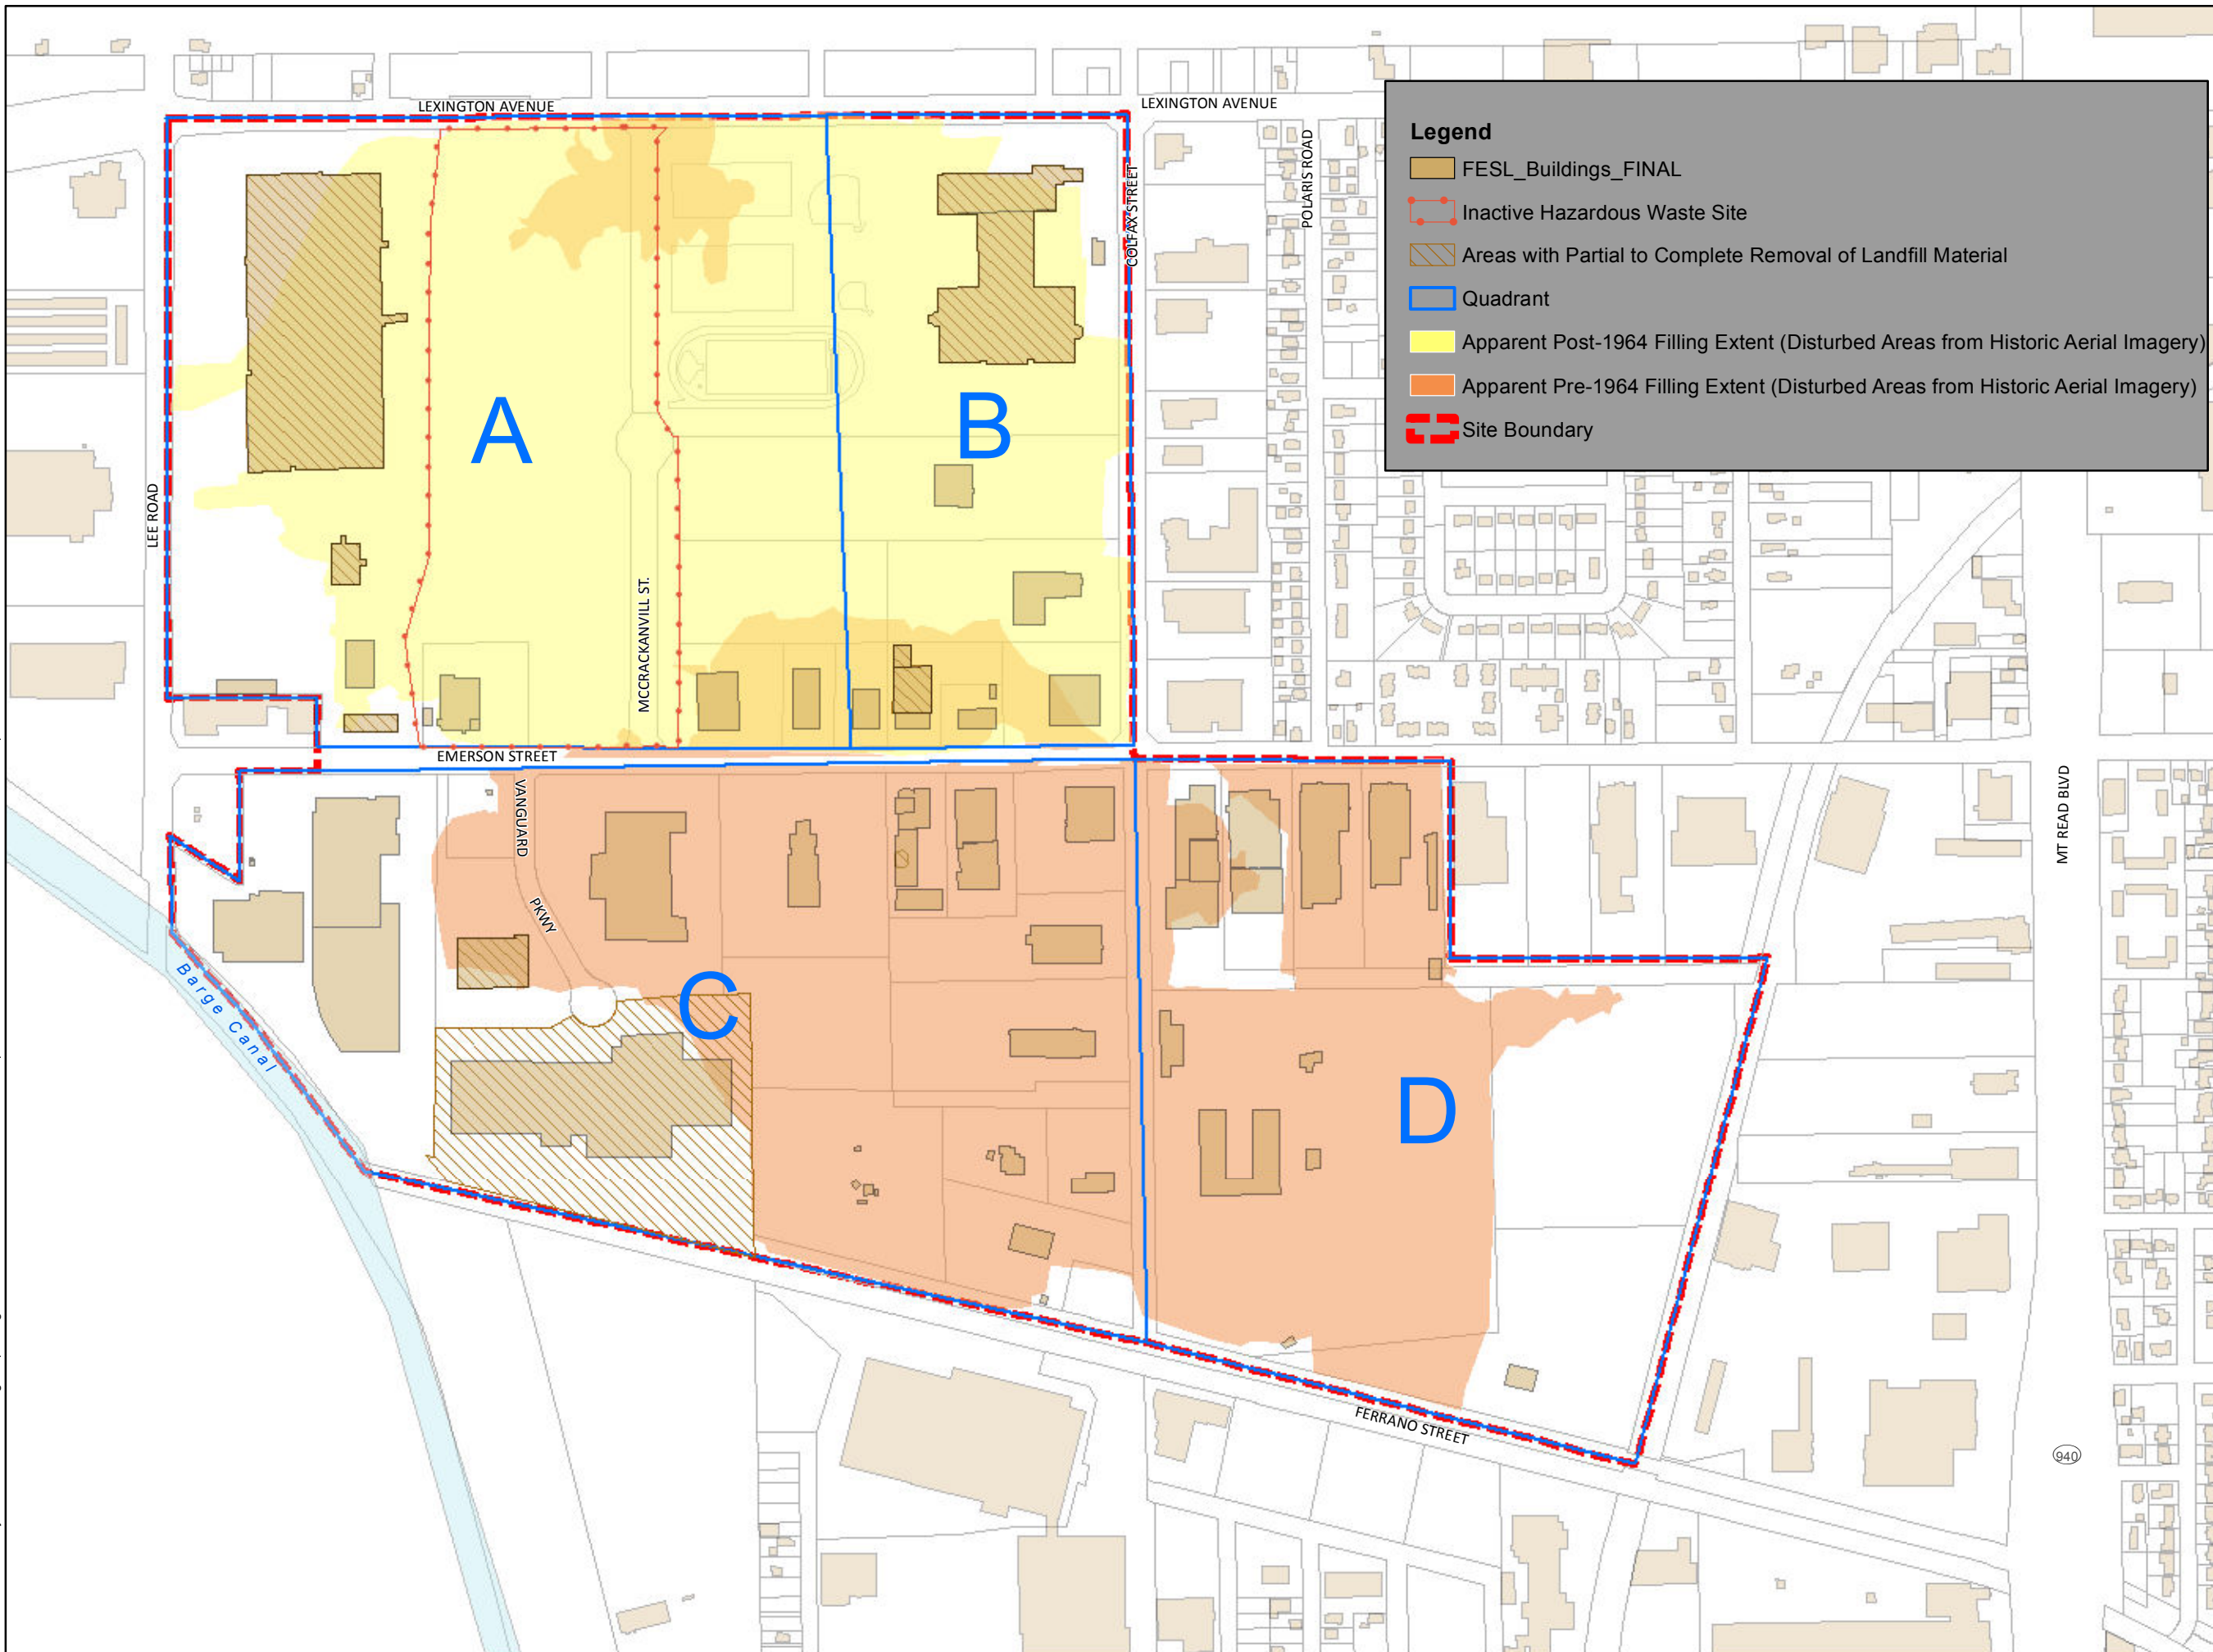 LEXINGTON AVENUE
LEXINGTON AVENUE
Legend
FESL_Buildings_FINAL
Inactive Hazardous Waste Site
Areas with Partial to Complete Removal of Landfill Material
Quadrant
Apparent Post-1964 Filling Extent (Disturbed Areas from Historic Aerial Imagery)
Apparent Pre-1964 Filling Extent (Disturbed Areas from Historic Aerial Imagery)
Site Boundary
POLARIS ROAD
COLFAX STREET
A
B
LEE ROAD
MCCRACKANVILL ST.
EMERSON STREET
VANGUARD
PKWY
MT READ BLVD
C
Barge Canal
D
FERRANO STREET
940